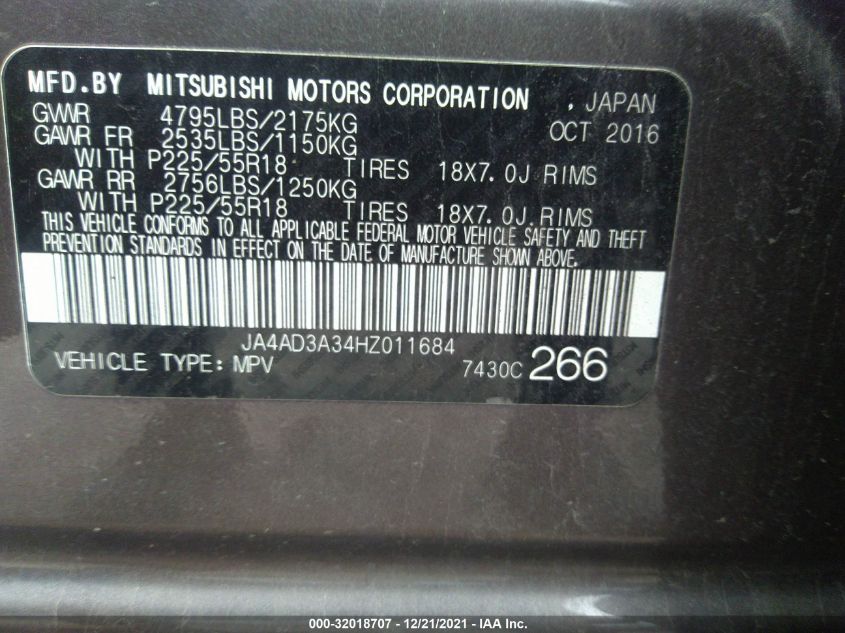 MFD.BY MITSUBISHI MOTORS CORPORATION , JAPAN
GVWR 4795LBS/2175KG OCT 2016
GAWR FR 2535LBS/1150KG
WITH P225/55R18 TIRES 18X7.0J RIMS
GAWR RR 2756LBS/1250KG
WITH P225/55R18 TIRES 18X7.0J RIMS
THIS VEHICLE CONFORMS TO ALL APPLICABLE FEDERAL MOTOR VEHICLE SAFETY AND THEFT
PREVENTION STANDARDS IN EFFECT ON THE DATE OF MANUFACTURE SHOWN ABOVE.
JA4AD3A34HZ011684
VEHICLE TYPE: MPV 7430C 266
000-32018707 - 12/21/2021 - IAA Inc.